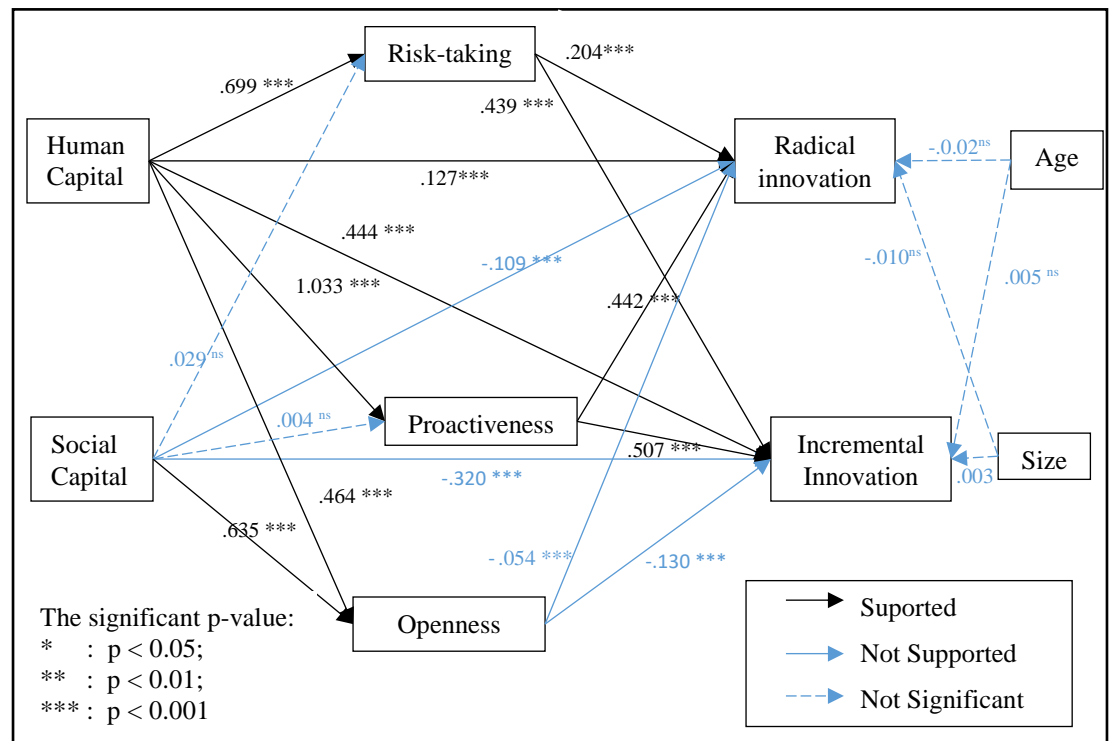 Risk-taking
.204***
.699 ***
.439 ***
Human
Capital
Radical
innovation
-.0.02ns
Age
.127***
.444 ***
-.109 ***
-.010ns
.005 ns
1.033 ***
.442 ***
.029 ns
.004 ns
Proactiveness
Social
Capital
.507 ***
Incremental
Innovation
Size
-.320 ***
.003
.464 ***
.635 ***
-.054 ***
-.130 ***
Openness
The significant p-value:
* : p < 0.05;
** : p < 0.01;
*** : p < 0.001
Suported
Not Supported
Not Significant